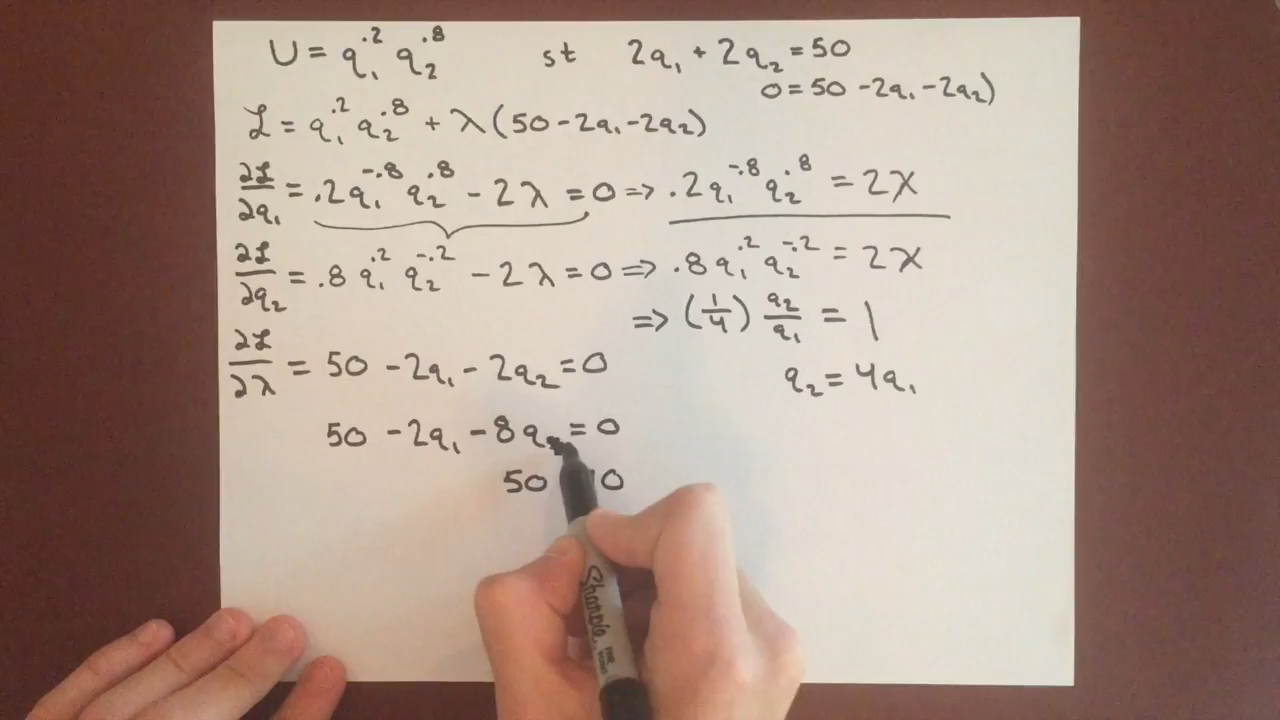 U = q₁^.2 q₂^.8 st 2q₁ + 2q₂ = 50
0 = 50 - 2q₁ - 2q₂)
ℒ = q₁^.2 q₂^.8 + λ(50 - 2q₁ - 2q₂)
∂ℒ/∂q₁ = .2q₁^-.8 q₂^.8 - 2λ = 0 => .2q₁^-.8 q₂^.8 = 2λ
∂ℒ/∂q₂ = .8 q₁^.2 q₂^-.2 - 2λ = 0 => .8q₁^.2 q₂^-.2 = 2λ
=> (1/4) q₂/q₁ = 1
∂ℒ/∂λ = 50 - 2q₁ - 2q₂ = 0
q₂ = 4q₁
50 - 2q₁ - 8q = 0
50 10
Sharpie
FINE